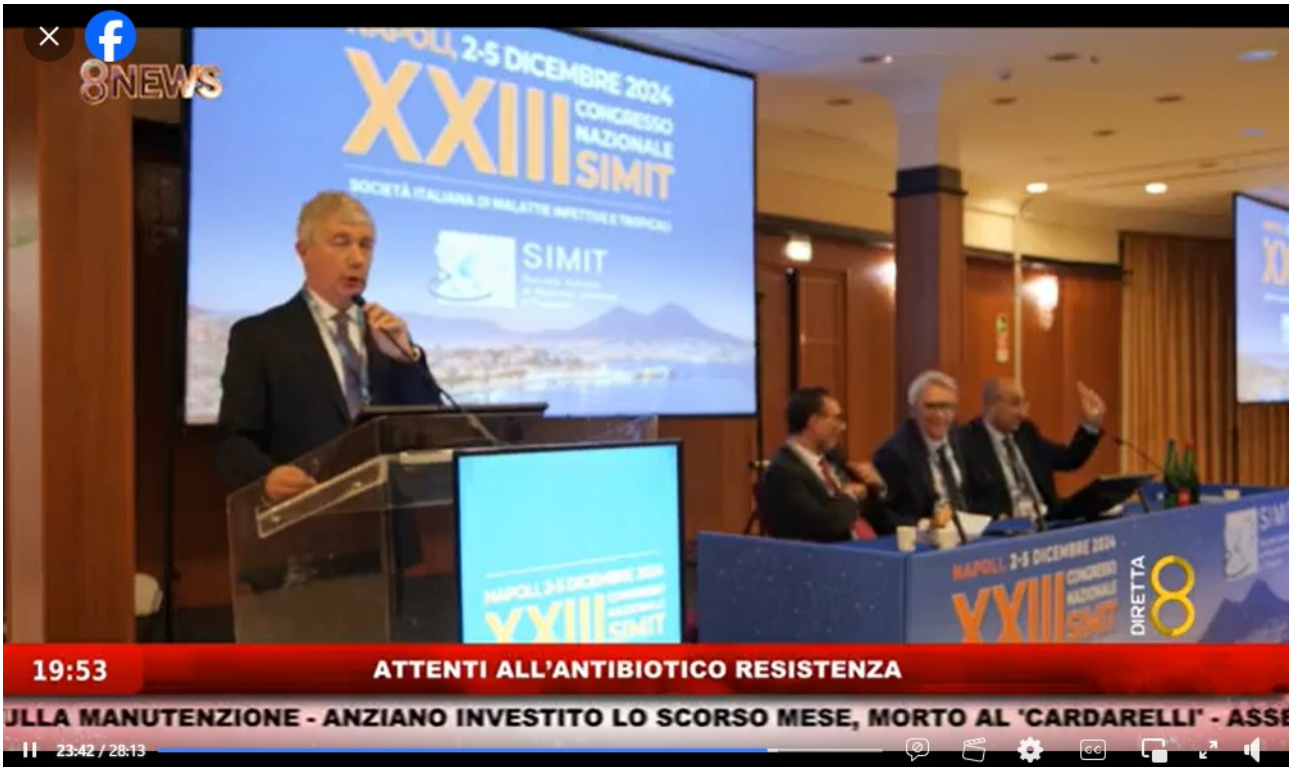 8NEWS
NAPOLI, 2-5 DICEMBRE 2024
XXIII
CONGRESSO
NAZIONALE
SIMIT
SOCIETÀ ITALIANA DI MALATTIE INFETTIVE E TROPICALI
SIMIT
NAPOLI, 2-5 DICEMBRE 2024
XXIII
CONGRESSO
NAZIONALE
SIMIT
NAPOLI, 2-5 DICEMBRE 2024
XXIII
CONGRESSO
NAZIONALE
SIMIT
DIRETTA
8
19:53
ATTENTI ALL'ANTIBIOTICO RESISTENZA
ULLA MANUTENZIONE - ANZIANO INVESTITO LO SCORSO MESE, MORTO AL 'CARDARELLI' - ASSE
23:42 / 28:13
CC